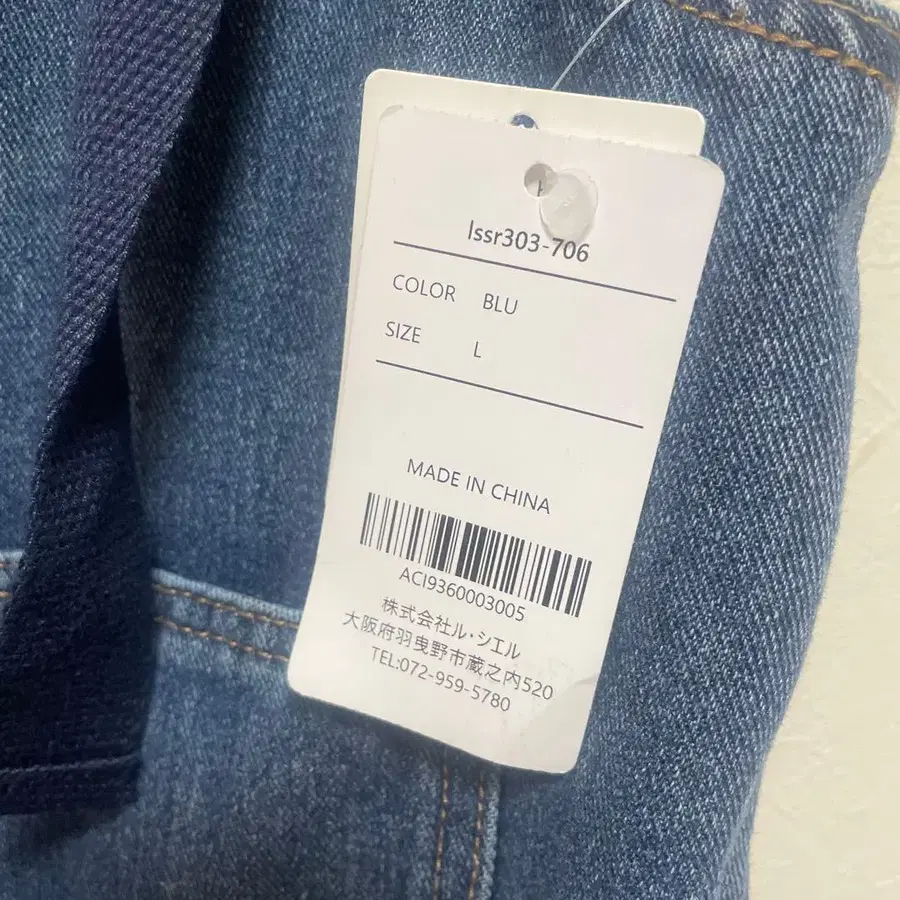 lssr303-706
COLOR BLU
SIZE L
MADE IN CHINA
ACI9360003005
株式会社ル・シエル
大阪府羽曳野市蔵之内520
TEL:072-959-5780